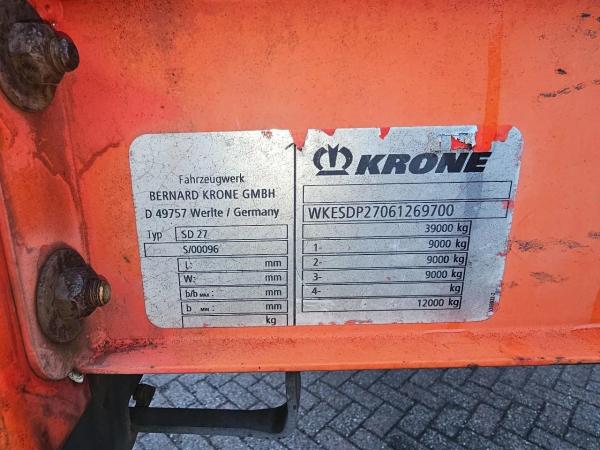 Fahrzeugwerk
BERNARD KRONE GMBH
D 49757 Werlte / Germany
Typ SD 27
S/00096
L: mm
W: mm
b/b MAX : mm
b MIN : mm
kg
KRONE
WKESDP27061269700
39000 kg
1- 9000 kg
2- 9000 kg
3- 9000 kg
4- kg
12000 kg